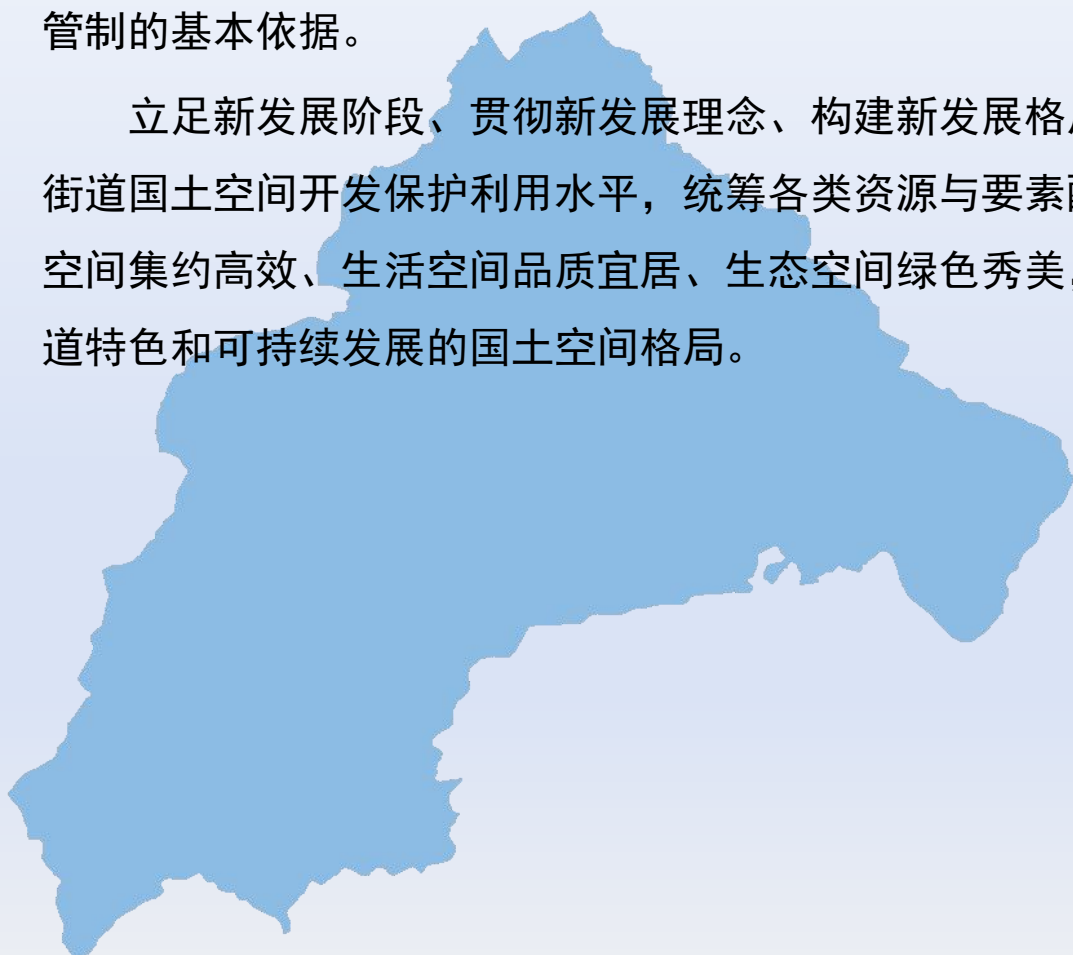 管制的基本依据。
立足新发展阶段、贯彻新发展理念、构建新发展格
街道国土空间开发保护利用水平，统筹各类资源与要素
空间集约高效、生活空间品质宜居、生态空间绿色秀美
道特色和可持续发展的国土空间格局。